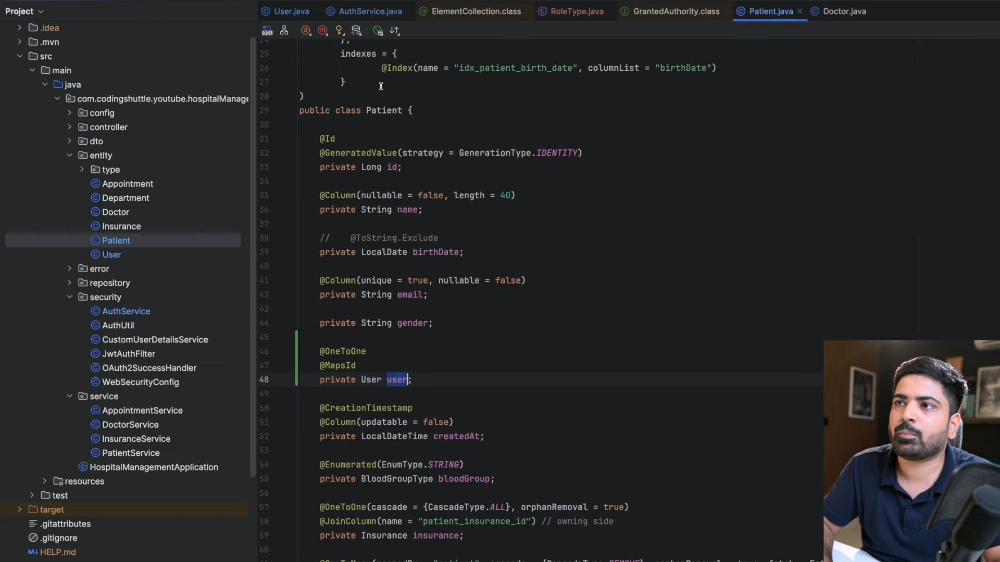 Project
User.java
AuthService.java
ElementCollection.class
RoleType.java
GrantedAuthority.class
Patient.java
Doctor.java
.idea
.mvn
src
main
java
com.codingshuttle.youtube.hospitalManage
config
controller
dto
entity
type
Appointment
Department
Doctor
Insurance
Patient
User
error
repository
security
AuthService
AuthUtil
CustomUserDetailsService
JwtAuthFilter
OAuth2SuccessHandler
WebSecurityConfig
service
AppointmentService
DoctorService
InsuranceService
PatientService
HospitalManagementApplication
resources
test
target
.gitattributes
.gitignore
M↓ HELP.md
DDL
24 },
25 indexes = {
26 @Index(name = "idx_patient_birth_date", columnList = "birthDate")
27 }
28 )
29 public class Patient {
30
31 @Id
32 @GeneratedValue(strategy = GenerationType.IDENTITY)
33 private Long id;
34
35 @Column(nullable = false, length = 40)
36 private String name;
37
38 // @ToString.Exclude
39 private LocalDate birthDate;
40
41 @Column(unique = true, nullable = false)
42 private String email;
43
44 private String gender;
45
46 @OneToOne
47 @MapsId
48 private User user;
49
50 @CreationTimestamp
51 @Column(updatable = false)
52 private LocalDateTime createdAt;
53
54 @Enumerated(EnumType.STRING)
55 private BloodGroupType bloodGroup;
56
57 @OneToOne(cascade = {CascadeType.ALL}, orphanRemoval = true)
58 @JoinColumn(name = "patient_insurance_id") // owning side
59 private Insurance insurance;
60